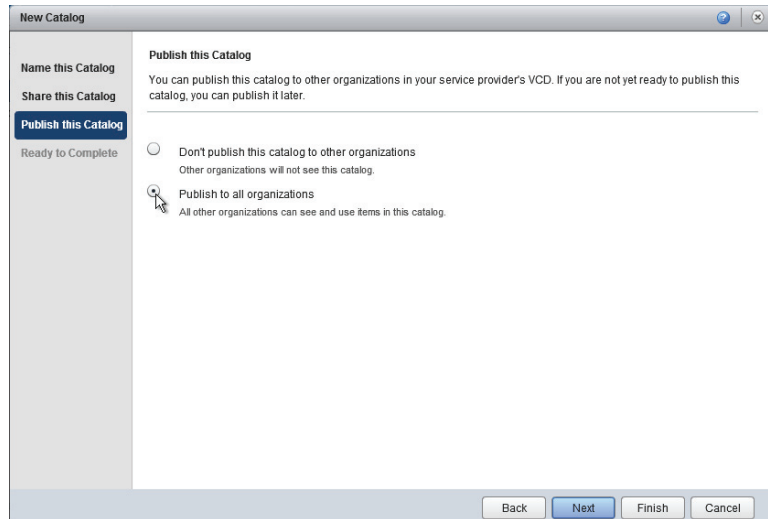 New Catalog
Name this Catalog
Share this Catalog
Publish this Catalog
Ready to Complete
Publish this Catalog
You can publish this catalog to other organizations in your service provider's VCD. If you are not yet ready to publish this
catalog, you can publish it later.
Don't publish this catalog to other organizations
Other organizations will not see this catalog.
Publish to all organizations
All other organizations can see and use items in this catalog.
Back
Next
Finish
Cancel